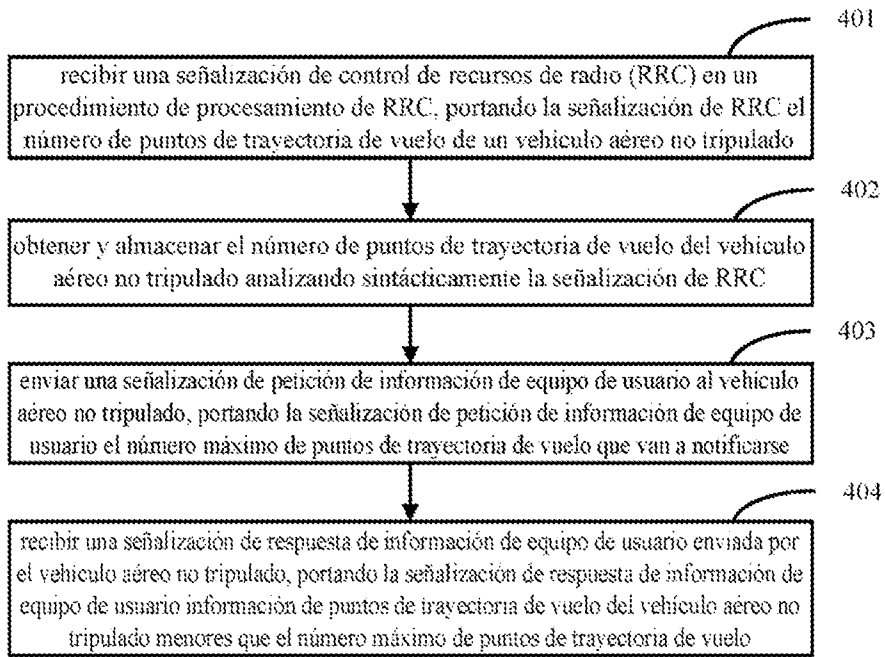 401
recibir una señalización de control de recursos de radio (RRC) en un
procedimiento de procesamiento de RRC, portando la señalización de RRC el
número de puntos de trayectoria de vuelo de un vehículo aéreo no tripulado
402
obtener y almacenar el número de puntos de trayectoria de vuelo del vehículo
aéreo no tripulado analizando sintácticamente la señalización de RRC
403
enviar una señalización de petición de información de equipo de usuario al vehículo
aéreo no tripulado, portando la señalización de petición de información de equipo de
usuario el número máximo de puntos de trayectoria de vuelo que van a notificarse
404
recibir una señalización de respuesta de información de equipo de usuario enviada por
el vehículo aéreo no tripulado, portando la señalización de respuesta de información de
equipo de usuario información de puntos de trayectoria de vuelo del vehículo aéreo no
tripulado menores que el número máximo de puntos de trayectoria de vuelo